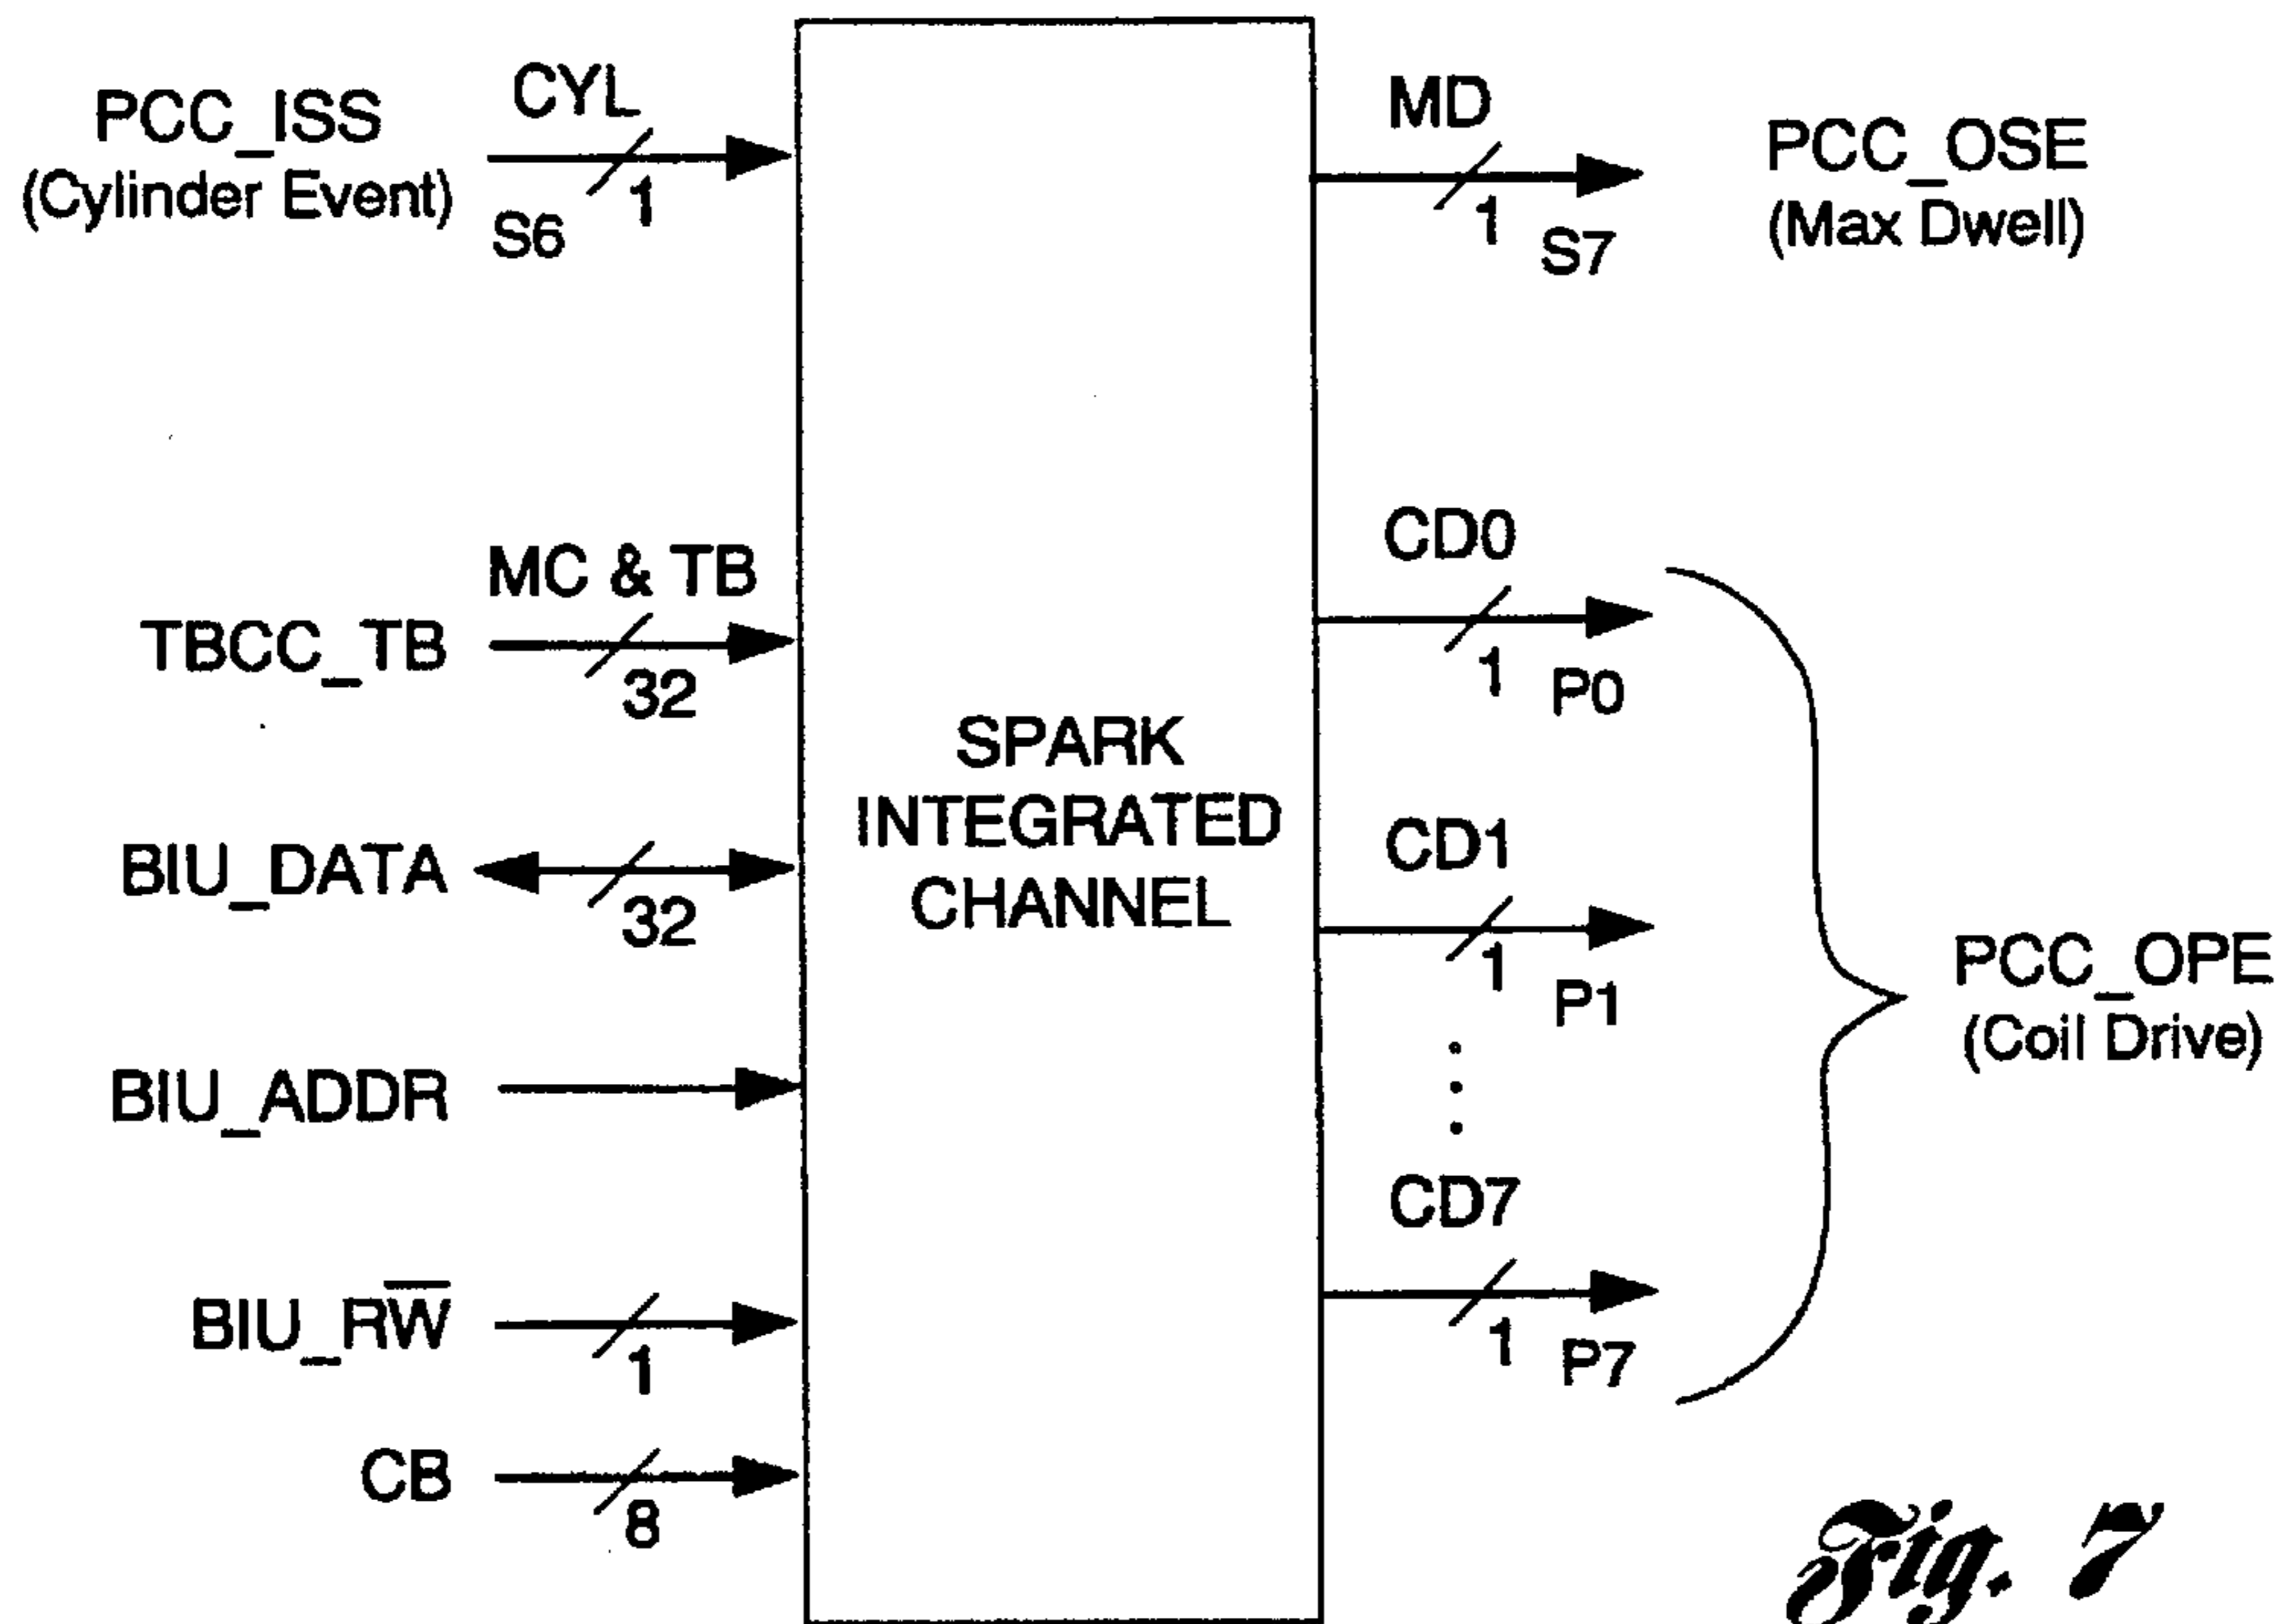 PCC_ISS
(Cylinder Event)
CYL
1
S6
MD
1
S7
PCC_OSE
(Max Dwell)
TBCC_TB
MC & TB
32
BIU_DATA
32
BIU_ADDR
BIU_RW̅
1
CB
8
SPARK
INTEGRATED
CHANNEL
CD0
1
P0
CD1
1
P1
CD7
1
P7
PCC_OPE
(Coil Drive)
Fig. 7